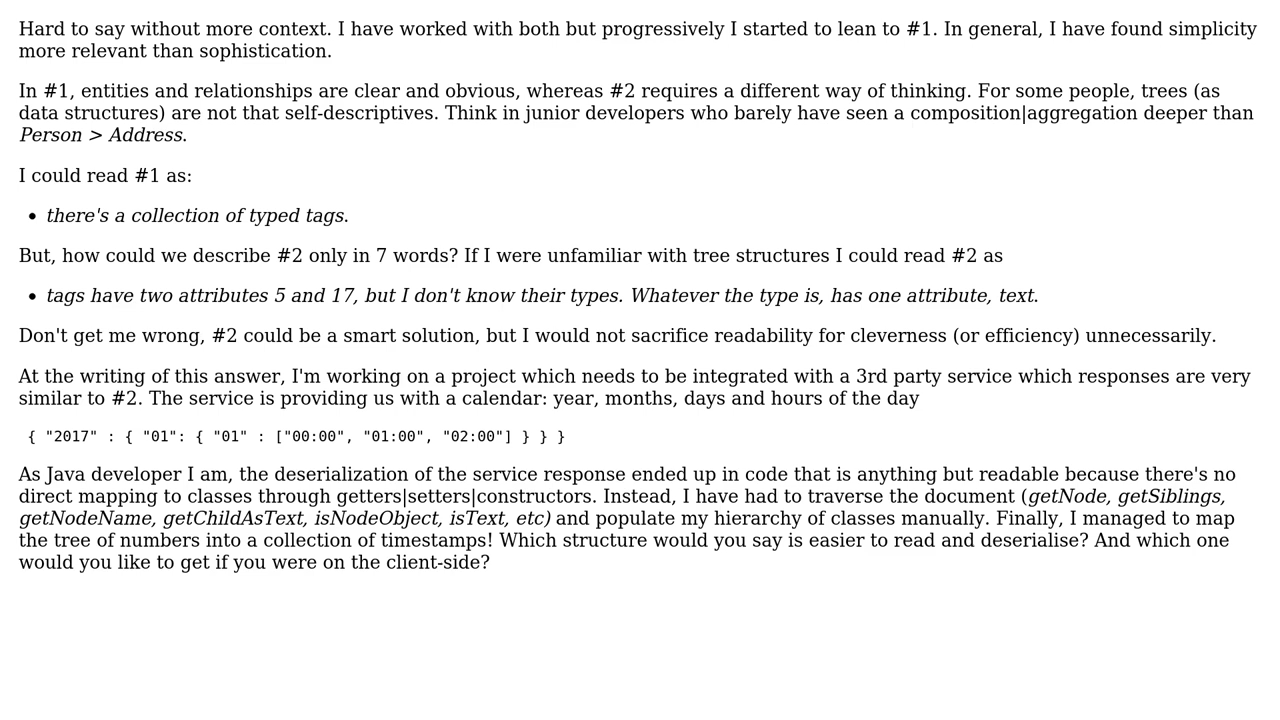 Hard to say without more context. I have worked with both but progressively I started to lean to #1. In general, I have found simplicity
more relevant than sophistication.
In #1, entities and relationships are clear and obvious, whereas #2 requires a different way of thinking. For some people, trees (as
data structures) are not that self-descriptives. Think in junior developers who barely have seen a composition|aggregation deeper than
Person > Address.
I could read #1 as:
• there's a collection of typed tags.
But, how could we describe #2 only in 7 words? If I were unfamiliar with tree structures I could read #2 as
• tags have two attributes 5 and 17, but I don't know their types. Whatever the type is, has one attribute, text.
Don't get me wrong, #2 could be a smart solution, but I would not sacrifice readability for cleverness (or efficiency) unnecessarily.
At the writing of this answer, I'm working on a project which needs to be integrated with a 3rd party service which responses are very
similar to #2. The service is providing us with a calendar: year, months, days and hours of the day
{ "2017" : { "01": { "01" : ["00:00", "01:00", "02:00"] } } }
As Java developer I am, the deserialization of the service response ended up in code that is anything but readable because there's no
direct mapping to classes through getters|setters|constructors. Instead, I have had to traverse the document (getNode, getSiblings,
getNodeName, getChildAsText, isNodeObject, isText, etc) and populate my hierarchy of classes manually. Finally, I managed to map
the tree of numbers into a collection of timestamps! Which structure would you say is easier to read and deserialise? And which one
would you like to get if you were on the client-side?